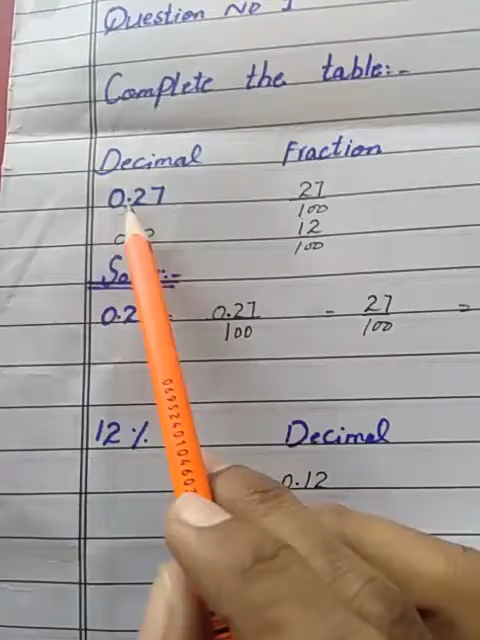 Question No 1
Complete the table:-
Decimal Fraction
0.27 27/100
12/100
0.2 = 0.27/100 = 27/100 =
12% Decimal
0.12